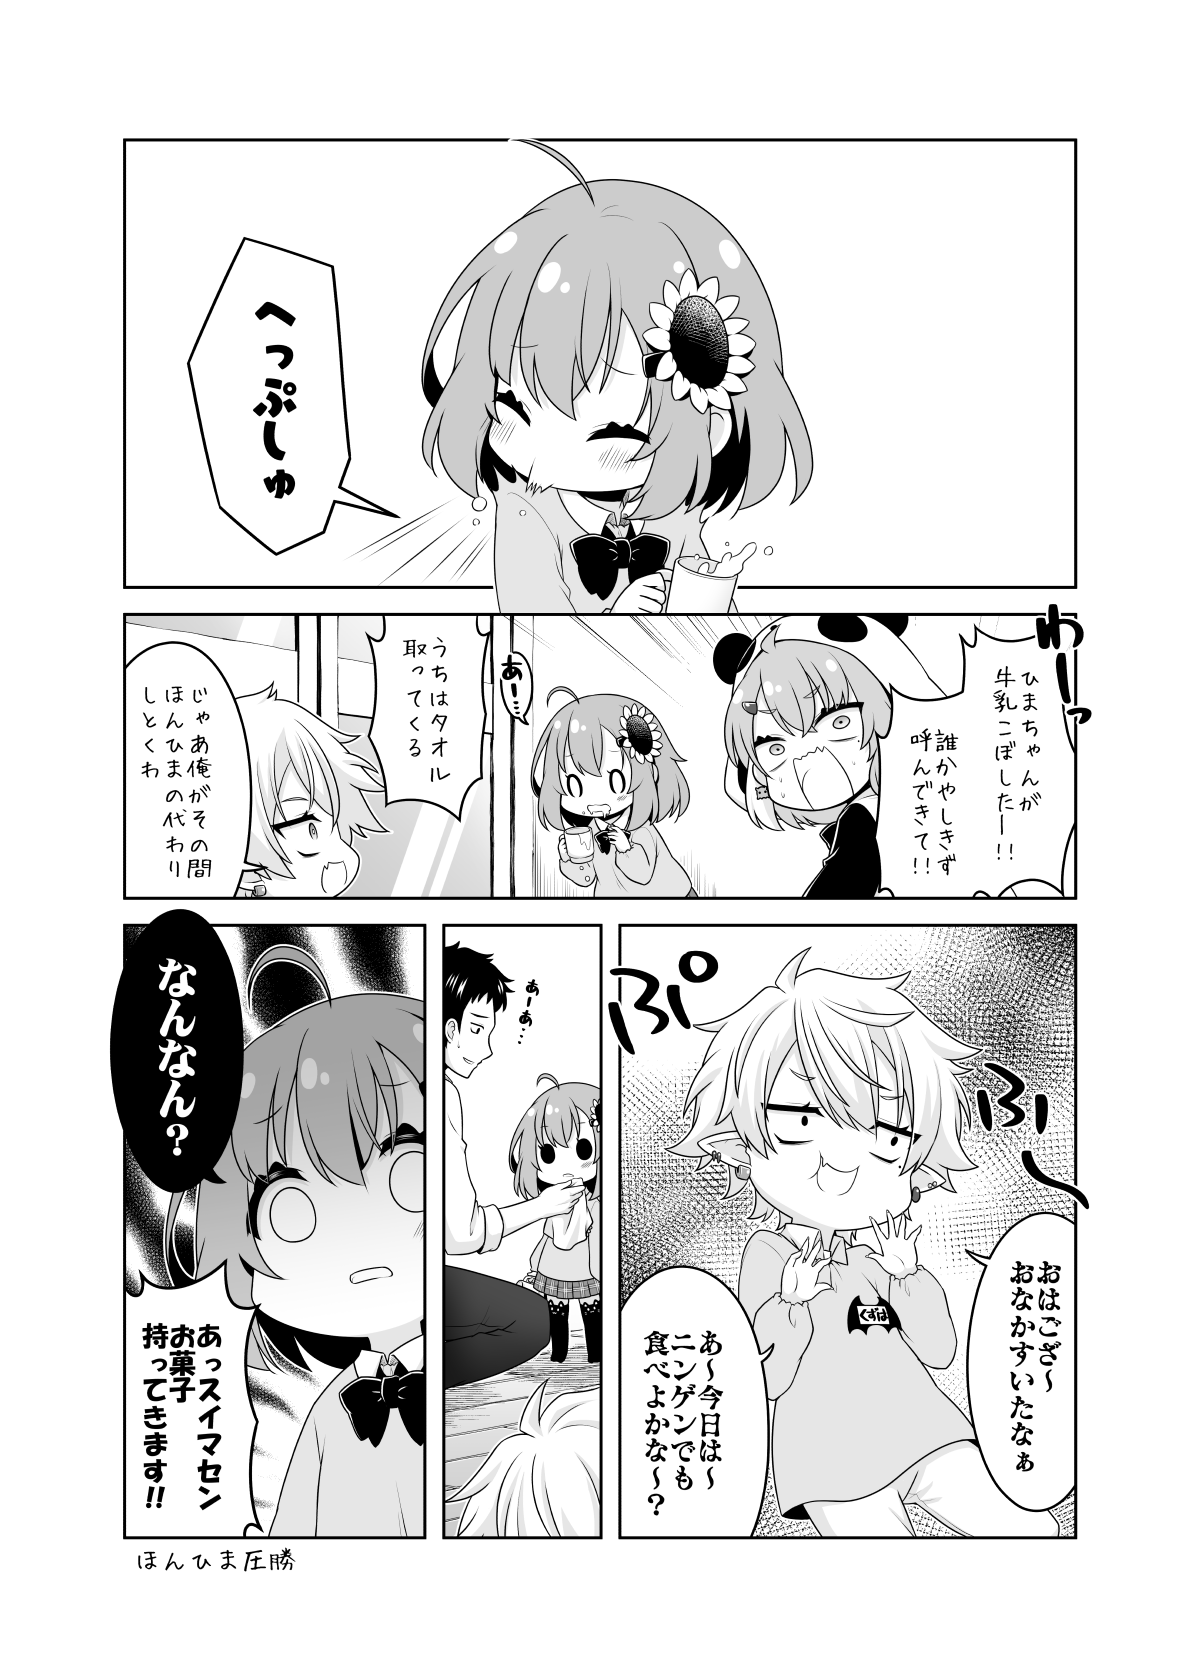 へっぷしゅ
わーっ
ひまちゃんが
牛乳こぼしたー!!
誰かやしきず
呼んできて!!
あー…
うちはタオル
取ってくる
じゃあ俺がその間
ほんひまの代わり
しとくわ
ぷぷ
ふ〜
おはござ〜
おなかすいたなぁ
くずは
あ〜今日は〜
ニンゲンでも
食べよかな〜?
あーあ…
なんなん?
あっスイマセン
お菓子
持ってきます!!
ほんひま圧勝